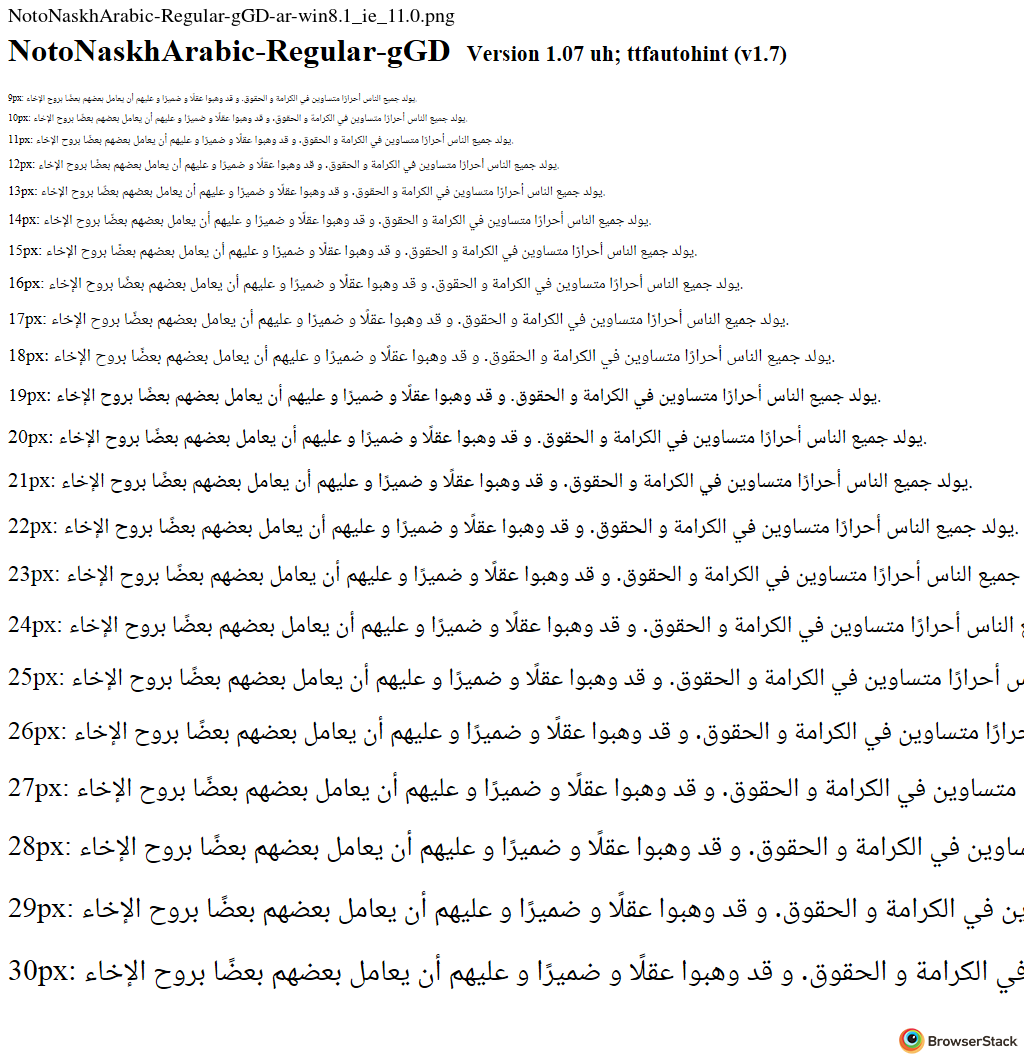 NotoNaskhArabic-Regular-gGD-ar-win8.1_ie_11.0.png
NotoNaskhArabic-Regular-gGD Version 1.07 uh; ttfautohint (v1.7)
9px: يولد جميع الناس أحرارًا متساوين في الكرامة و الحقوق. و قد وهبوا عقلًا و ضميرًا و عليهم أن يعامل بعضهم بعضًا بروح الإخاء.
10px: يولد جميع الناس أحرارًا متساوين في الكرامة و الحقوق. و قد وهبوا عقلًا و ضميرًا و عليهم أن يعامل بعضهم بعضًا بروح الإخاء.
11px: يولد جميع الناس أحرارًا متساوين في الكرامة و الحقوق. و قد وهبوا عقلًا و ضميرًا و عليهم أن يعامل بعضهم بعضًا بروح الإخاء.
12px: يولد جميع الناس أحرارًا متساوين في الكرامة و الحقوق. و قد وهبوا عقلًا و ضميرًا و عليهم أن يعامل بعضهم بعضًا بروح الإخاء.
13px: يولد جميع الناس أحرارًا متساوين في الكرامة و الحقوق. و قد وهبوا عقلًا و ضميرًا و عليهم أن يعامل بعضهم بعضًا بروح الإخاء.
14px: يولد جميع الناس أحرارًا متساوين في الكرامة و الحقوق. و قد وهبوا عقلًا و ضميرًا و عليهم أن يعامل بعضهم بعضًا بروح الإخاء.
15px: يولد جميع الناس أحرارًا متساوين في الكرامة و الحقوق. و قد وهبوا عقلًا و ضميرًا و عليهم أن يعامل بعضهم بعضًا بروح الإخاء.
16px: يولد جميع الناس أحرارًا متساوين في الكرامة و الحقوق. و قد وهبوا عقلًا و ضميرًا و عليهم أن يعامل بعضهم بعضًا بروح الإخاء.
17px: يولد جميع الناس أحرارًا متساوين في الكرامة و الحقوق. و قد وهبوا عقلًا و ضميرًا و عليهم أن يعامل بعضهم بعضًا بروح الإخاء.
18px: يولد جميع الناس أحرارًا متساوين في الكرامة و الحقوق. و قد وهبوا عقلًا و ضميرًا و عليهم أن يعامل بعضهم بعضًا بروح الإخاء.
19px: يولد جميع الناس أحرارًا متساوين في الكرامة و الحقوق. و قد وهبوا عقلًا و ضميرًا و عليهم أن يعامل بعضهم بعضًا بروح الإخاء.
20px: يولد جميع الناس أحرارًا متساوين في الكرامة و الحقوق. و قد وهبوا عقلًا و ضميرًا و عليهم أن يعامل بعضهم بعضًا بروح الإخاء.
21px: يولد جميع الناس أحرارًا متساوين في الكرامة و الحقوق. و قد وهبوا عقلًا و ضميرًا و عليهم أن يعامل بعضهم بعضًا بروح الإخاء.
22px: يولد جميع الناس أحرارًا متساوين في الكرامة و الحقوق. و قد وهبوا عقلًا و ضميرًا و عليهم أن يعامل بعضهم بعضًا بروح الإخاء.
23px: جميع الناس أحرارًا متساوين في الكرامة و الحقوق. و قد وهبوا عقلًا و ضميرًا و عليهم أن يعامل بعضهم بعضًا بروح الإخاء
24px: الناس أحرارًا متساوين في الكرامة و الحقوق. و قد وهبوا عقلًا و ضميرًا و عليهم أن يعامل بعضهم بعضًا بروح الإخاء
25px: أحرارًا متساوين في الكرامة و الحقوق. و قد وهبوا عقلًا و ضميرًا و عليهم أن يعامل بعضهم بعضًا بروح الإخاء
26px: متساوين في الكرامة و الحقوق. و قد وهبوا عقلًا و ضميرًا و عليهم أن يعامل بعضهم بعضًا بروح الإخاء
27px: متساوين في الكرامة و الحقوق. و قد وهبوا عقلًا و ضميرًا و عليهم أن يعامل بعضهم بعضًا بروح الإخاء
28px: في الكرامة و الحقوق. و قد وهبوا عقلًا و ضميرًا و عليهم أن يعامل بعضهم بعضًا بروح الإخاء
29px: في الكرامة و الحقوق. و قد وهبوا عقلًا و ضميرًا و عليهم أن يعامل بعضهم بعضًا بروح الإخاء
30px: في الكرامة و الحقوق. و قد وهبوا عقلًا و ضميرًا و عليهم أن يعامل بعضهم بعضًا بروح الإخاء
BrowserStack